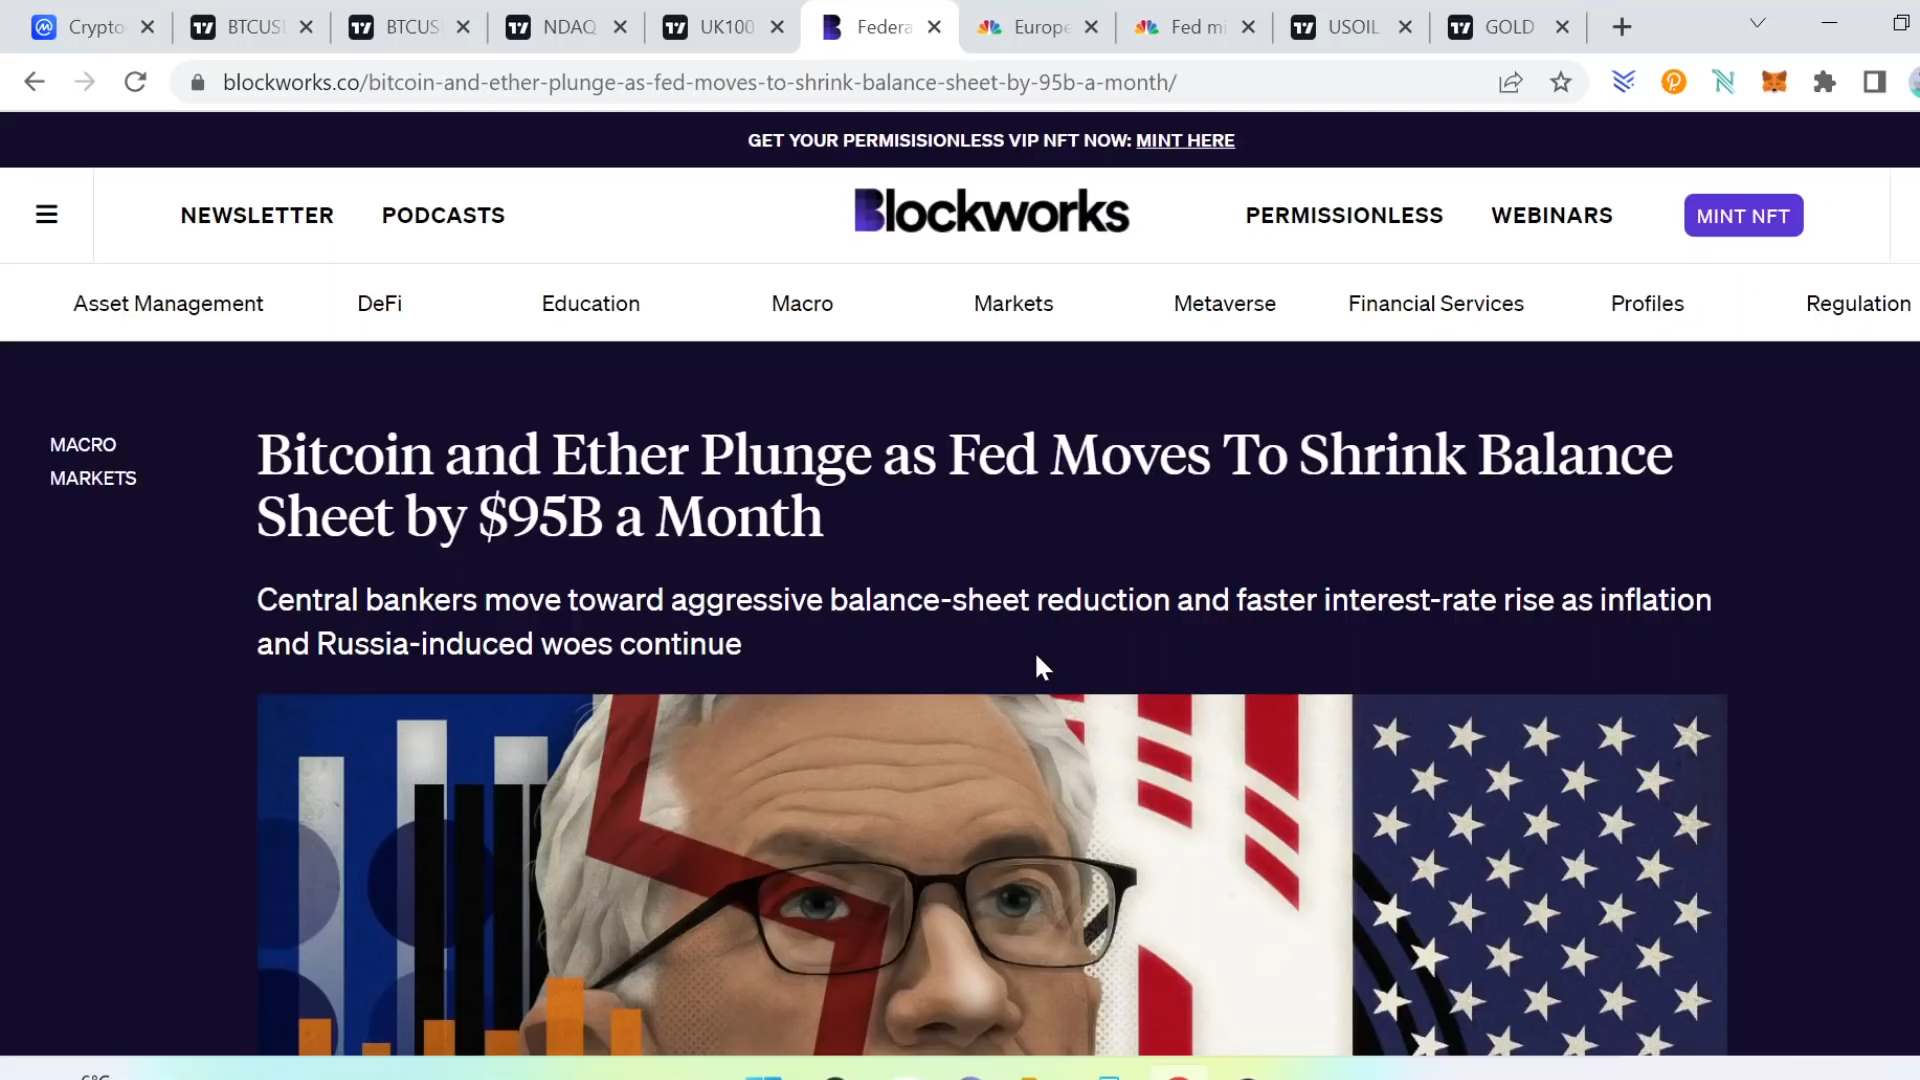 Crypto
BTCUS
BTCUS
NDAQ
UK100
Federa
Europe
Fed mi
USOIL
GOLD
blockworks.co/bitcoin-and-ether-plunge-as-fed-moves-to-shrink-balance-sheet-by-95b-a-month/
GET YOUR PERMISISIONLESS VIP NFT NOW: MINT HERE
NEWSLETTER
PODCASTS
Blockworks
PERMISSIONLESS
WEBINARS
MINT NFT
Asset Management
DeFi
Education
Macro
Markets
Metaverse
Financial Services
Profiles
Regulation
MACRO
MARKETS
Bitcoin and Ether Plunge as Fed Moves To Shrink Balance
Sheet by $95B a Month
Central bankers move toward aggressive balance-sheet reduction and faster interest-rate rise as inflation
and Russia-induced woes continue